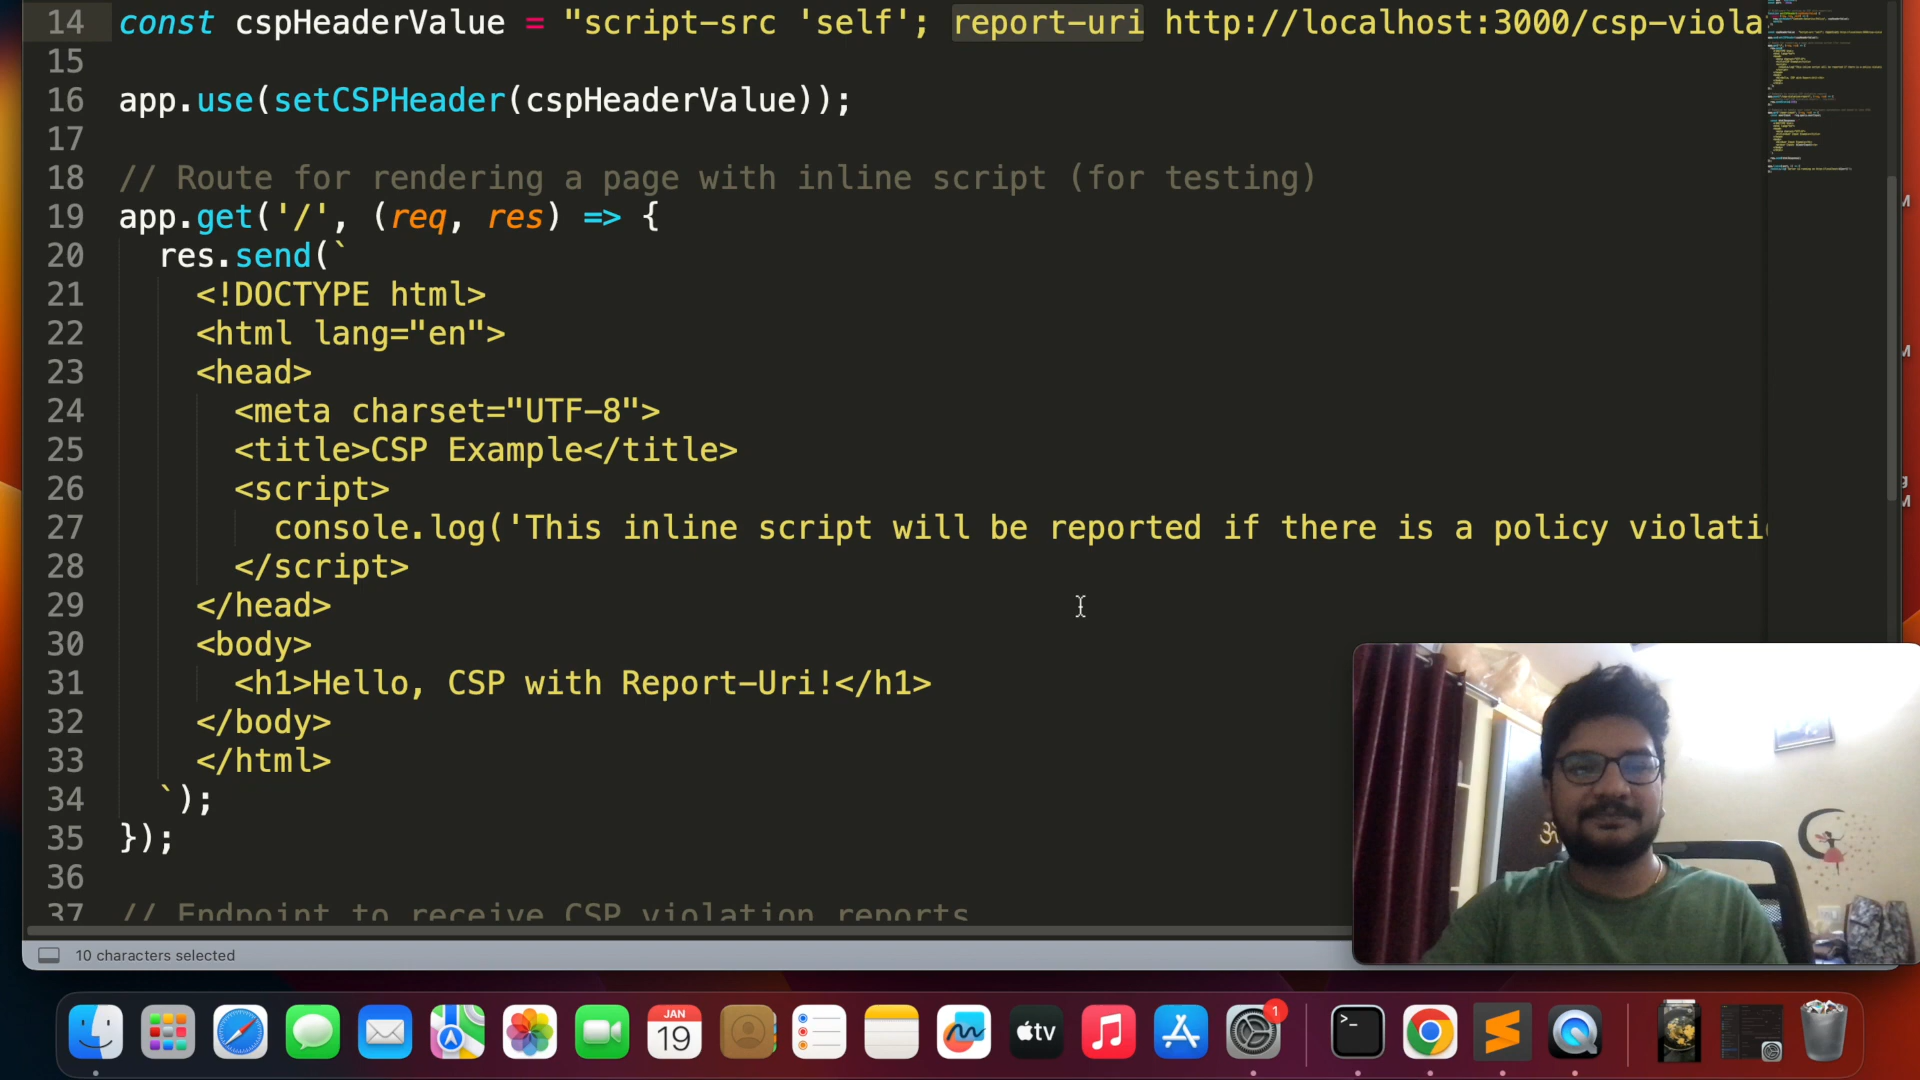 14 const cspHeaderValue = "script-src 'self'; report-uri http://localhost:3000/csp-viola
15
16 app.use(setCSPHeader(cspHeaderValue));
17
18 // Route for rendering a page with inline script (for testing)
19 app.get('/', (req, res) => {
20 res.send(`
21 <!DOCTYPE html>
22 <html lang="en">
23 <head>
24 <meta charset="UTF-8">
25 <title>CSP Example</title>
26 <script>
27 console.log('This inline script will be reported if there is a policy violati
28 </script>
29 </head>
30 <body>
31 <h1>Hello, CSP with Report-Uri!</h1>
32 </body>
33 </html>
34 `);
35 });
36
37 // Endpoint to receive CSP violation reports
10 characters selected
JAN
19
tv
1
>_
ॐ